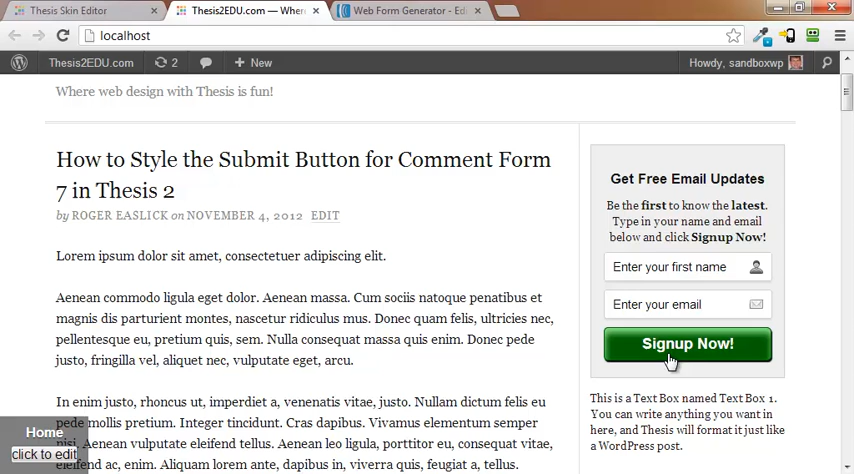 Thesis Skin Editor
Thesis2EDU.com — Wher
Web Form Generator - Edi
localhost
Thesis2EDU.com
2
New
Howdy, sandboxwp
Where web design with Thesis is fun!
How to Style the Submit Button for Comment Form
7 in Thesis 2
by ROGER EASLICK on NOVEMBER 4, 2012 EDIT
Lorem ipsum dolor sit amet, consectetuer adipiscing elit.
Aenean commodo ligula eget dolor. Aenean massa. Cum sociis natoque penatibus et
magnis dis parturient montes, nascetur ridiculus mus. Donec quam felis, ultricies nec,
pellentesque eu, pretium quis, sem. Nulla consequat massa quis enim. Donec pede
justo, fringilla vel, aliquet nec, vulputate eget, arcu.
In enim justo, rhoncus ut, imperdiet a, venenatis vitae, justo. Nullam dictum felis eu
pede mollis pretium. Integer tincidunt. Cras dapibus. Vivamus elementum semper
nisi. Aenean vulputate eleifend tellus. Aenean leo ligula, porttitor eu, consequat vitae,
eleifend ac, enim. Aliquam lorem ante, dapibus in, viverra quis, feugiat a, tellus.
Get Free Email Updates
Be the first to know the latest.
Type in your name and email
below and click Signup Now!
Enter your first name
Enter your email
Signup Now!
This is a Text Box named Text Box 1.
You can write anything you want in
here, and Thesis will format it just like
a WordPress post.
Home
click to edit